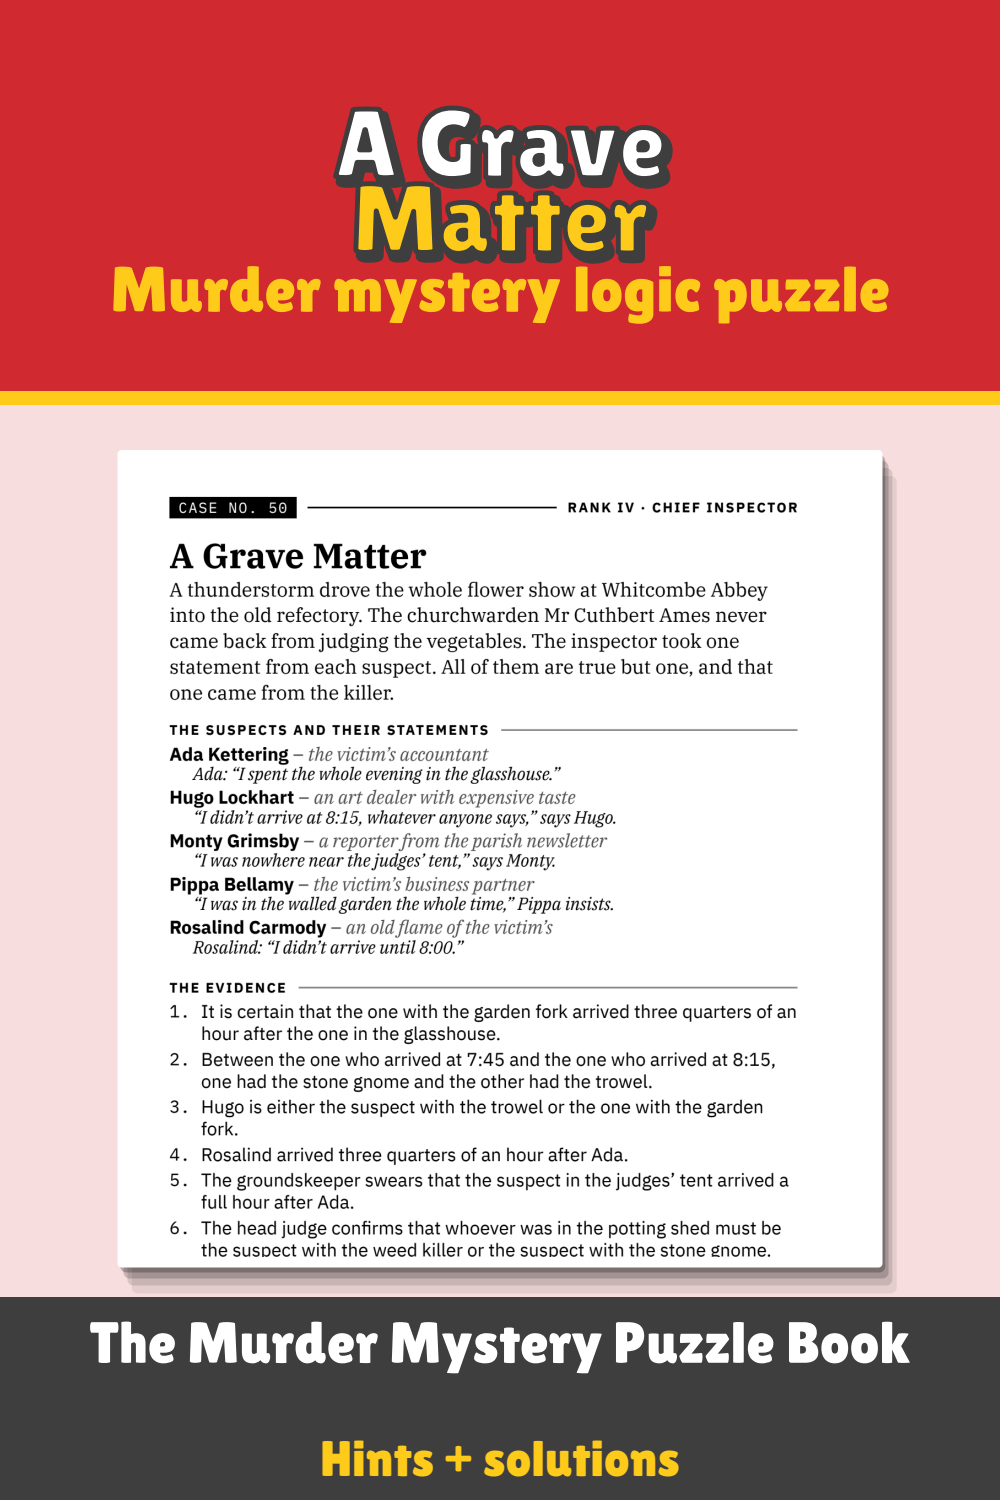 A Grave
Matter
Murder mystery logic puzzle
CASE NO. 50
RANK IV · CHIEF INSPECTOR
A Grave Matter
A thunderstorm drove the whole flower show at Whitcombe Abbey
into the old refectory. The churchwarden Mr Cuthbert Ames never
came back from judging the vegetables. The inspector took one
statement from each suspect. All of them are true but one, and that
one came from the killer.
THE SUSPECTS AND THEIR STATEMENTS
Ada Kettering – the victim’s accountant
Ada: “I spent the whole evening in the glasshouse.”
Hugo Lockhart – an art dealer with expensive taste
“I didn’t arrive at 8:15, whatever anyone says,” says Hugo.
Monty Grimsby – a reporter from the parish newsletter
“I was nowhere near the judges’ tent,” says Monty.
Pippa Bellamy – the victim’s business partner
“I was in the walled garden the whole time,” Pippa insists.
Rosalind Carmody – an old flame of the victim’s
Rosalind: “I didn’t arrive until 8:00.”
THE EVIDENCE
1. It is certain that the one with the garden fork arrived three quarters of an
hour after the one in the glasshouse.
2. Between the one who arrived at 7:45 and the one who arrived at 8:15,
one had the stone gnome and the other had the trowel.
3. Hugo is either the suspect with the trowel or the one with the garden
fork.
4. Rosalind arrived three quarters of an hour after Ada.
5. The groundskeeper swears that the suspect in the judges’ tent arrived a
full hour after Ada.
6. The head judge confirms that whoever was in the potting shed must be
the suspect with the weed killer or the suspect with the stone gnome.
The Murder Mystery Puzzle Book
Hints + solutions